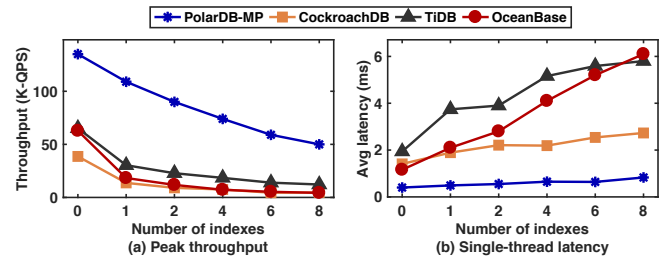 PolarDB-MP CockroachDB TiDB OceanBase
Throughput (K-QPS)
100
50
0
0 1 2 4 6 8
Number of indexes
(a) Peak throughput
Avg latency (ms)
6
4
2
0
0 1 2 4 6 8
Number of indexes
(b) Single-thread latency